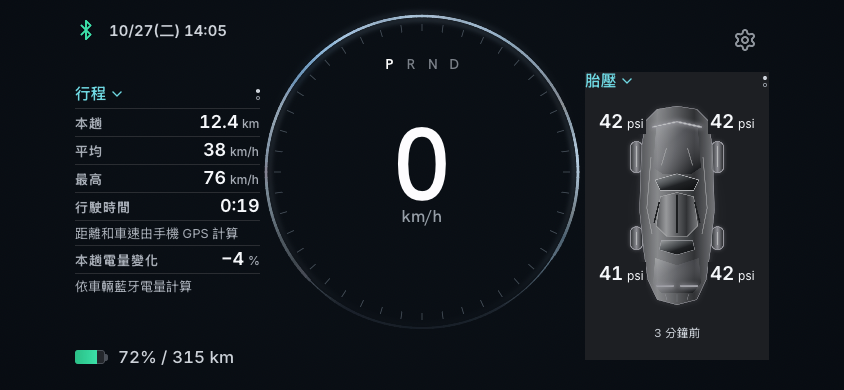 10/27(二) 14:05
P R N D
行程
本趟 12.4 km
平均 38 km/h
最高 76 km/h
行駛時間 0:19
距離和車速由手機 GPS 計算
本趟電量變化 −4 %
依車輛藍牙電量計算
72% / 315 km
0
km/h
胎壓
42 psi 42 psi
41 psi 42 psi
3 分鐘前